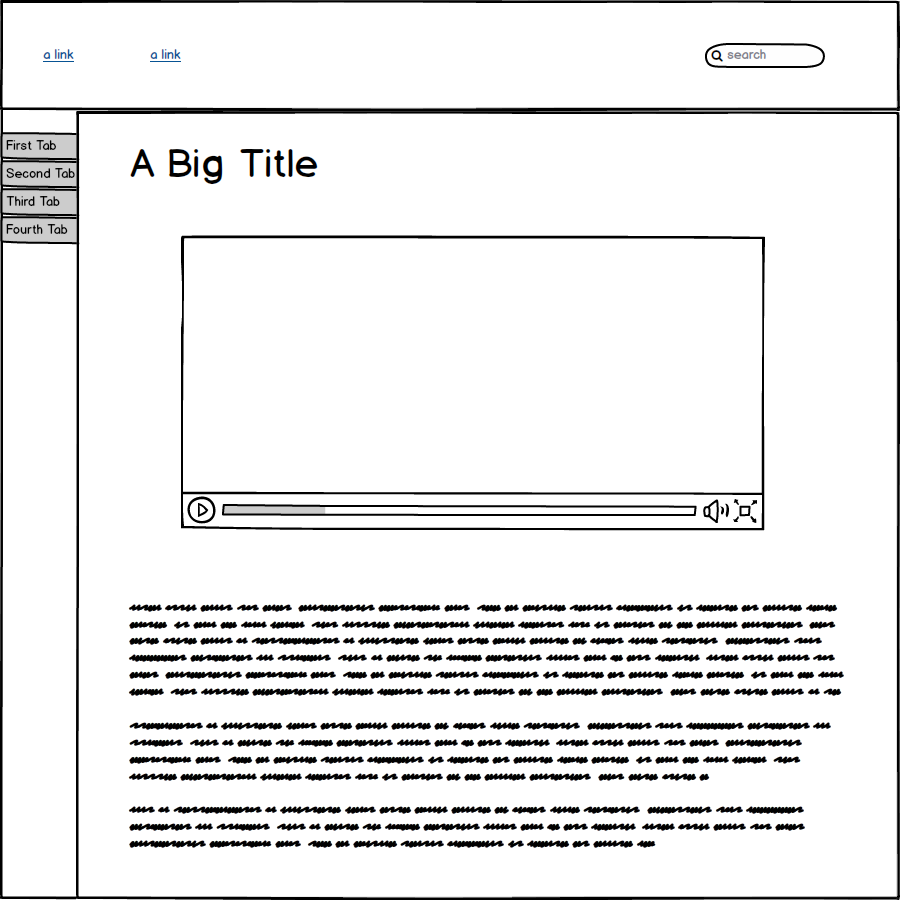 a link
a link
search
First Tab
Second Tab
Third Tab
Fourth Tab
A Big Title